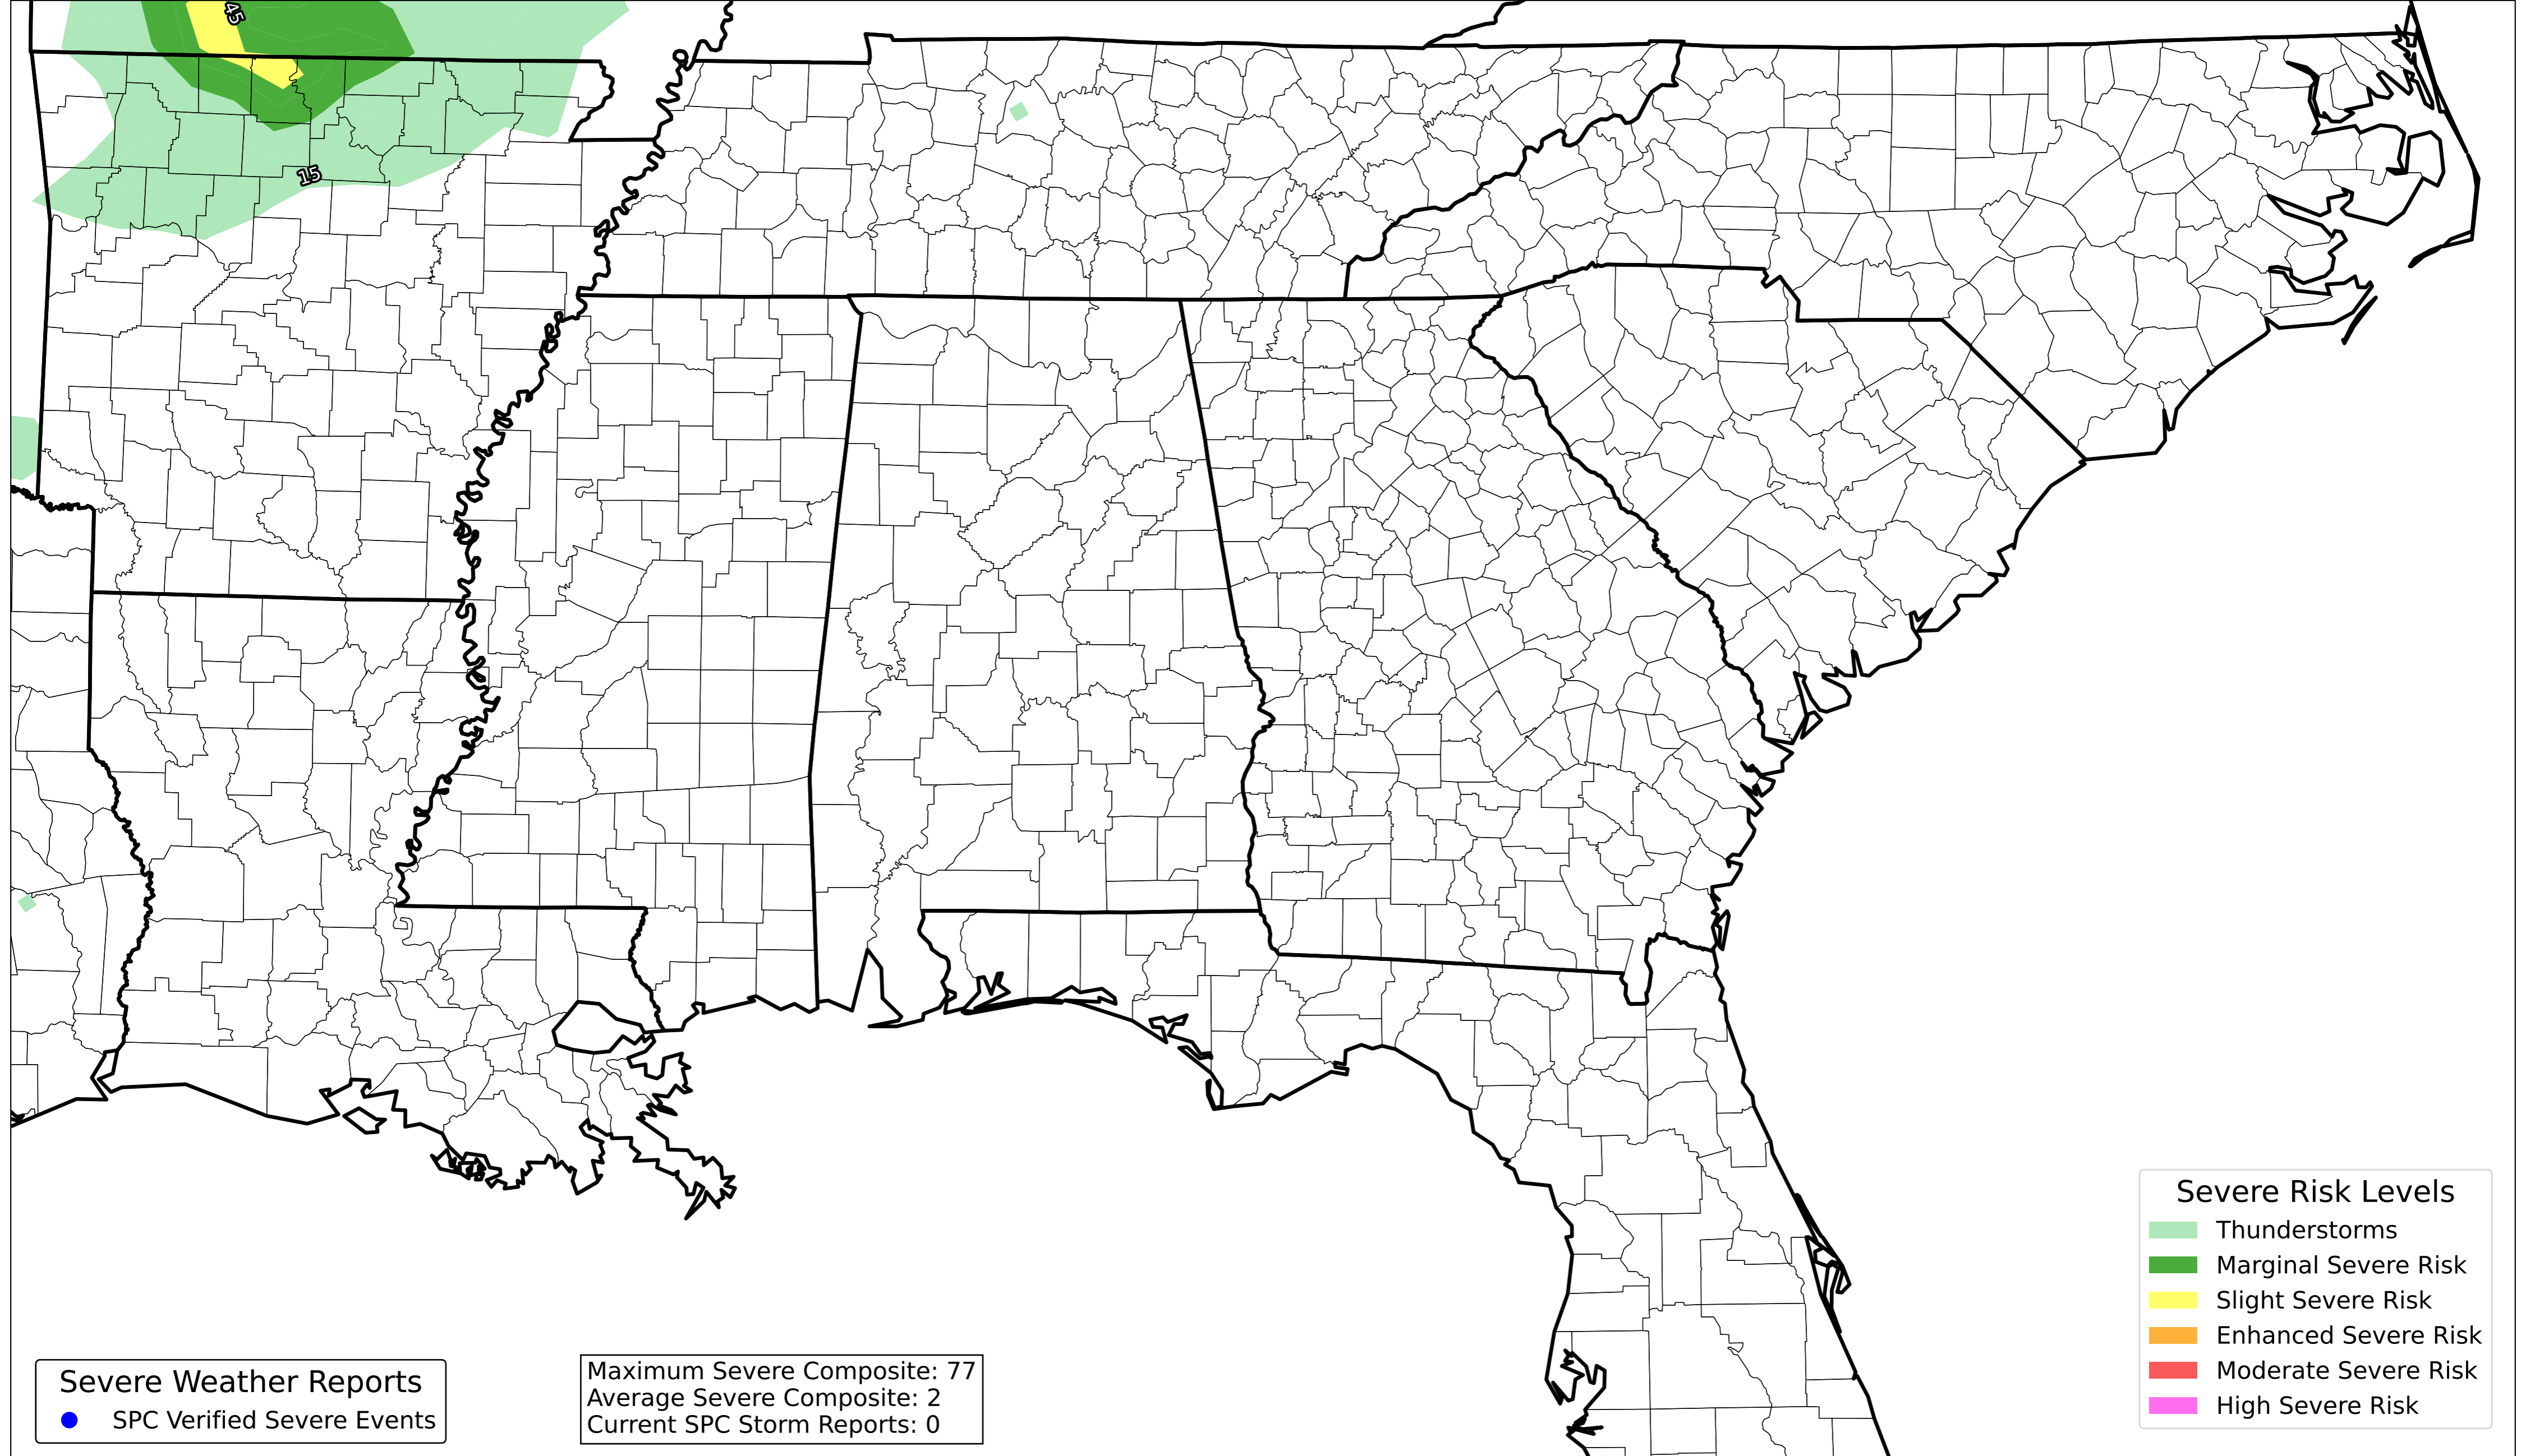 45
15
Severe Risk Levels
Thunderstorms
Marginal Severe Risk
Slight Severe Risk
Enhanced Severe Risk
Moderate Severe Risk
High Severe Risk
Severe Weather Reports
SPC Verified Severe Events
Maximum Severe Composite: 77
Average Severe Composite: 2
Current SPC Storm Reports: 0